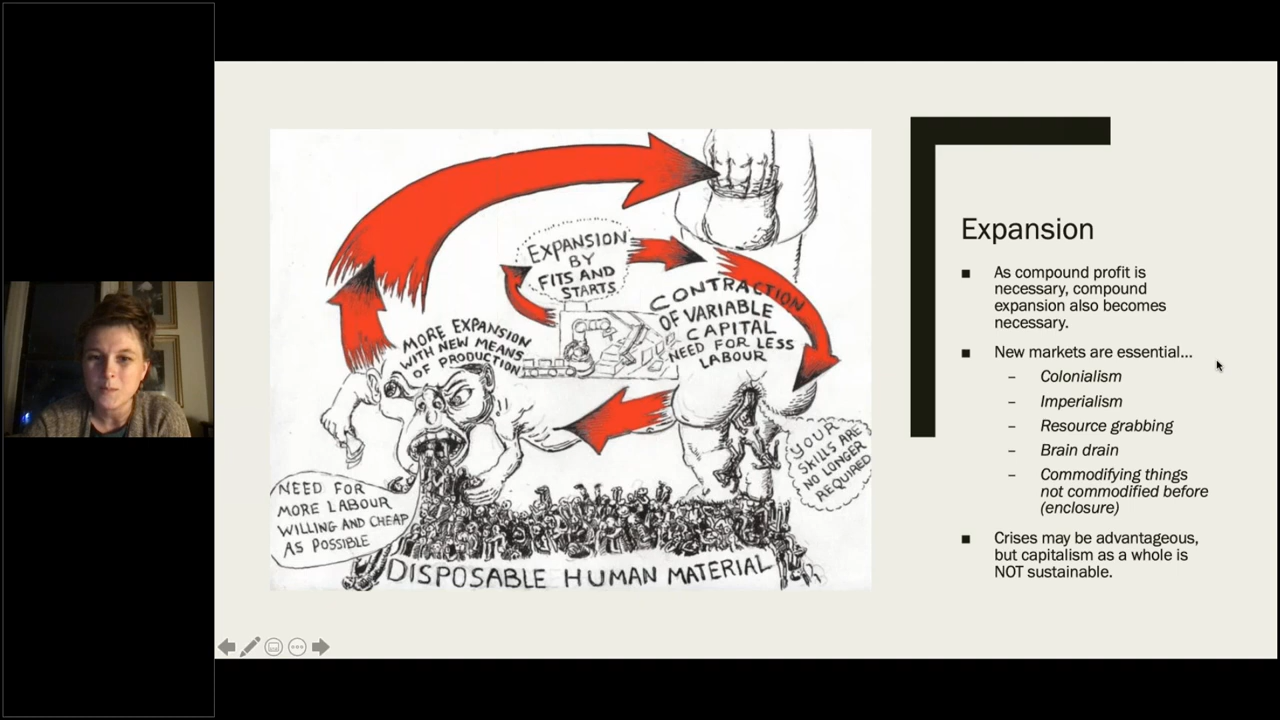 EXPANSION
BY
FITS AND
STARTS
CONTRACTION
OF VARIABLE
CAPITAL
NEED FOR LESS
LABOUR
MORE EXPANSION
WITH NEW MEANS
OF PRODUCTION
YOUR
SKILLS ARE
NO LONGER
REQUIRED
NEED FOR
MORE LABOUR
WILLING AND CHEAP
AS POSSIBLE
DISPOSABLE HUMAN MATERIAL
Expansion
■ As compound profit is
necessary, compound
expansion also becomes
necessary.
■ New markets are essential...
– Colonialism
– Imperialism
– Resource grabbing
– Brain drain
– Commodifying things
not commodified before
(enclosure)
■ Crises may be advantageous,
but capitalism as a whole is
NOT sustainable.